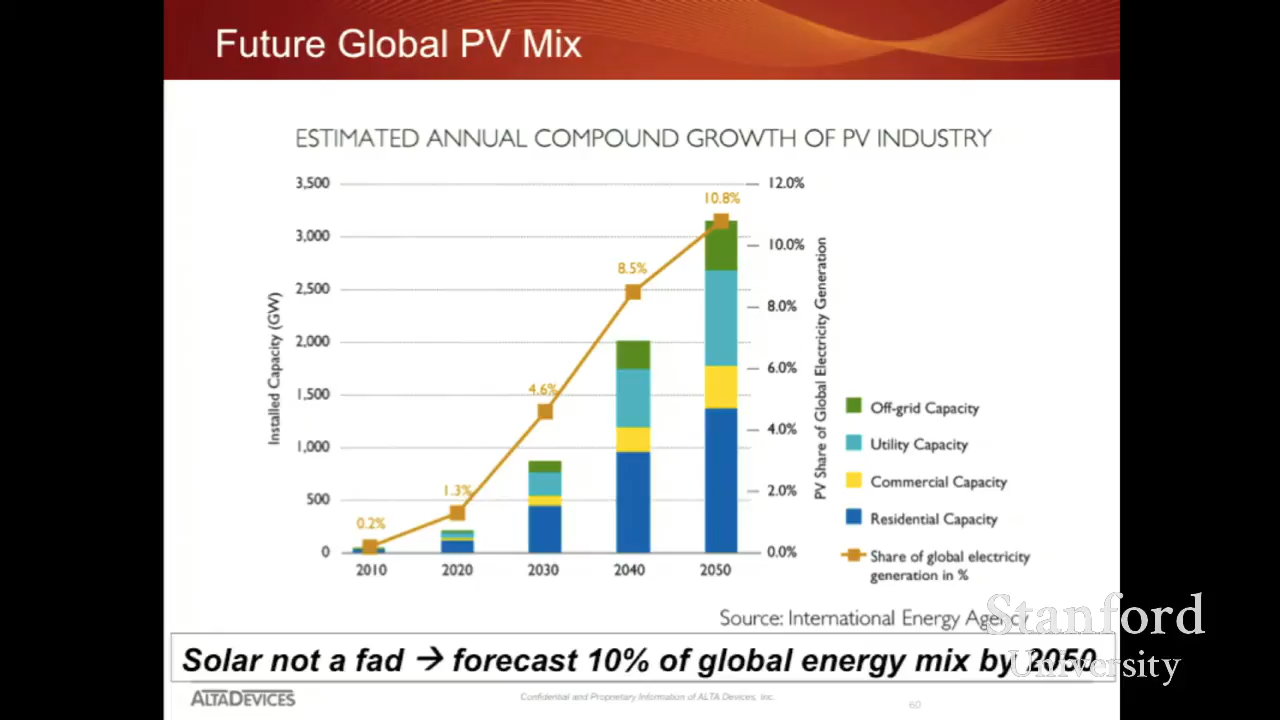 Future Global PV Mix
ESTIMATED ANNUAL COMPOUND GROWTH OF PV INDUSTRY
3,500
3,000
2,500
2,000
1,500
1,000
500
0
Installed Capacity (GW)
0.2%
1.3%
4.6%
8.5%
10.8%
12.0%
10.0%
8.0%
6.0%
4.0%
2.0%
0.0%
PV Share of Global Electricity Generation
2010 2020 2030 2040 2050
Off-grid Capacity
Utility Capacity
Commercial Capacity
Residential Capacity
Share of global electricity
generation in %
Source: International Energy Agency
Stanford
University
Solar not a fad → forecast 10% of global energy mix by 2050
ALTADEVICES
Confidential and Proprietary Information of ALTA Devices, Inc.
60